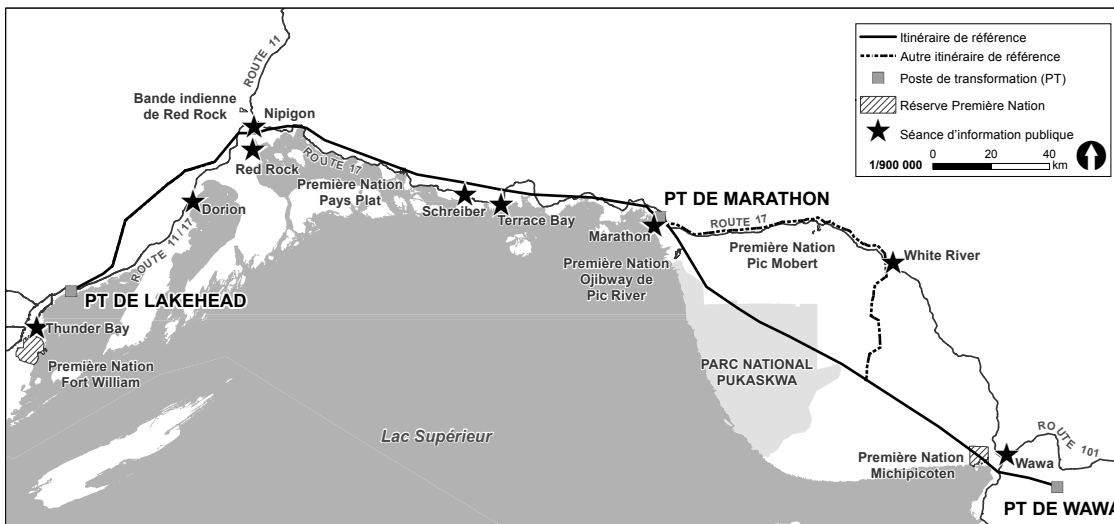 Itinéraire de référence
Autre itinéraire de référence
Poste de transformation (PT)
Réserve Première Nation
Séance d'information publique
1/900 000
0 20 40
km
ROUTE 11
Bande indienne
de Red Rock
Nipigon
Red Rock
ROUTE 17
Première Nation
Pays Plat
Dorion
ROUTE 11/17
Schreiber
Terrace Bay
PT DE MARATHON
Marathon
ROUTE 17
Première Nation
Pic Mobert
White River
Première Nation
Ojibway de
Pic River
PT DE LAKEHEAD
Thunder Bay
Première Nation
Fort William
PARC NATIONAL
PUKASKWA
Lac Supérieur
Première Nation
Michipicoten
Wawa
ROUTE 101
PT DE WAWA